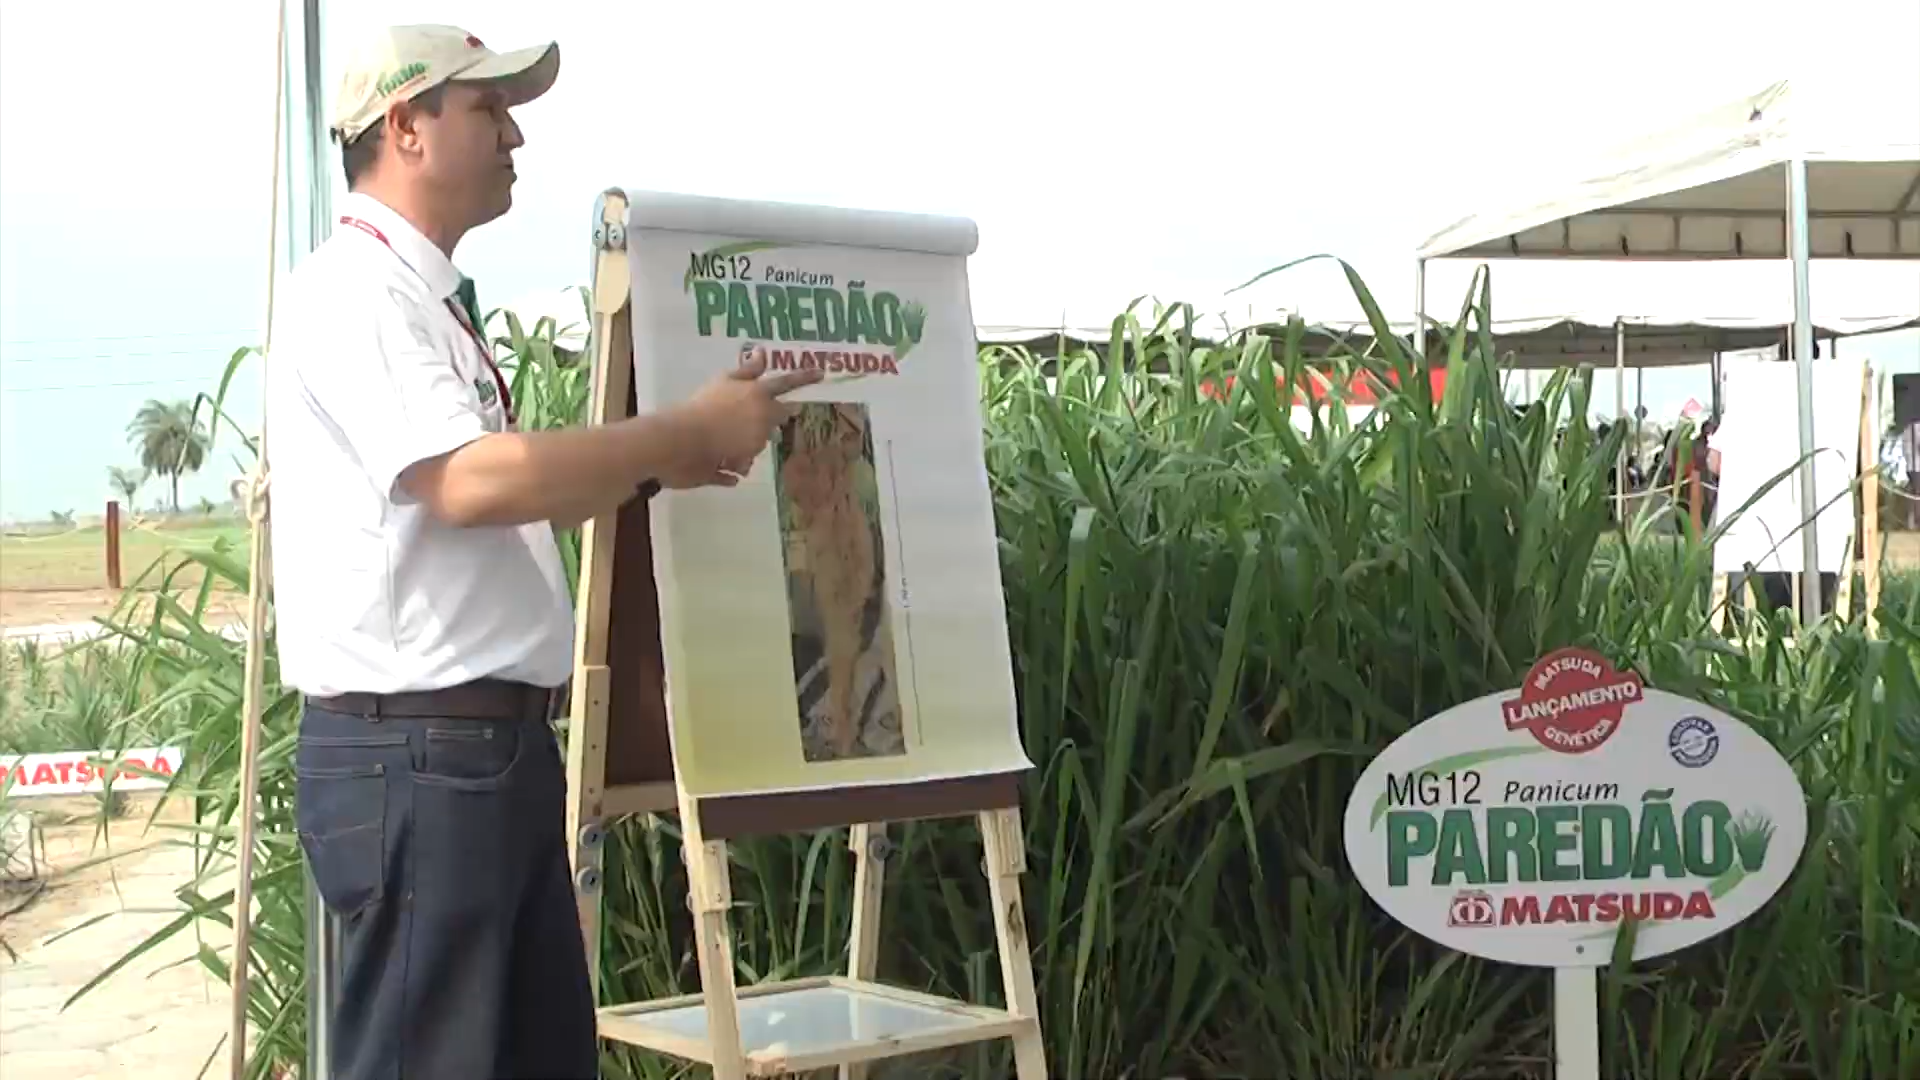 MG12 Panicum
PAREDÃO
MATSUDA
MATSUDA
MATSUDA
LANÇAMENTO
GENÉTICA
MG12 Panicum
PAREDÃO
MATSUDA